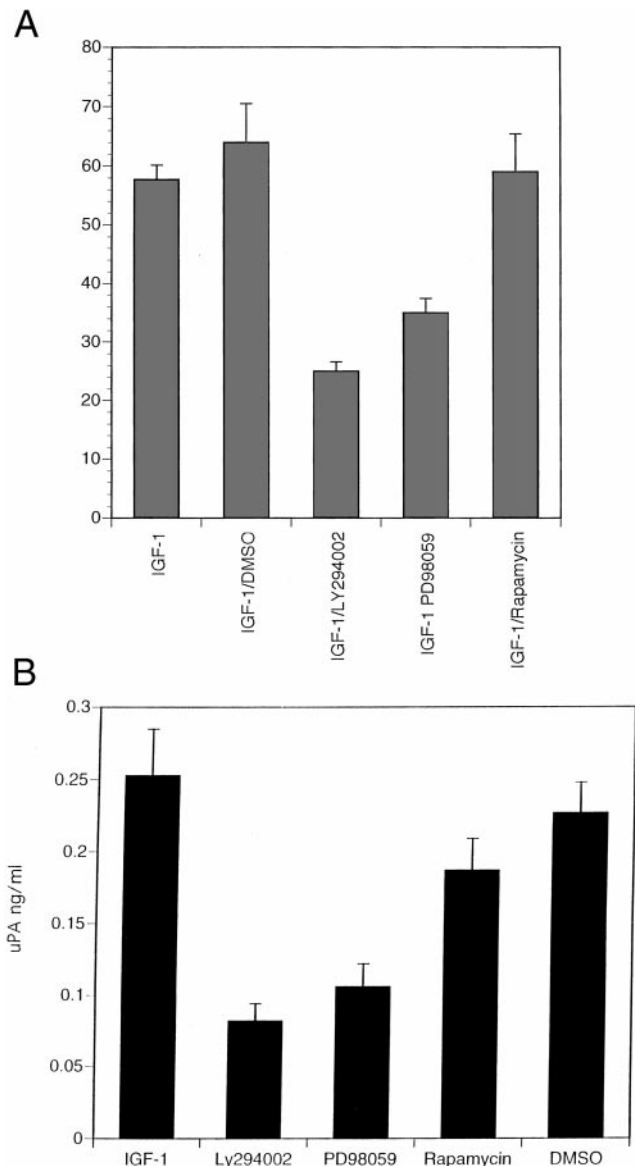 A
80
70
60
50
40
30
20
10
0
IGF-1
IGF-1/DMSO
IGF-1/LY294002
IGF-1 PD98059
IGF-1/Rapamycin
B
0.3
0.25
0.2
0.15
0.1
0.05
0
uPA ng/ml
IGF-1 Ly294002 PD98059 Rapamycin DMSO